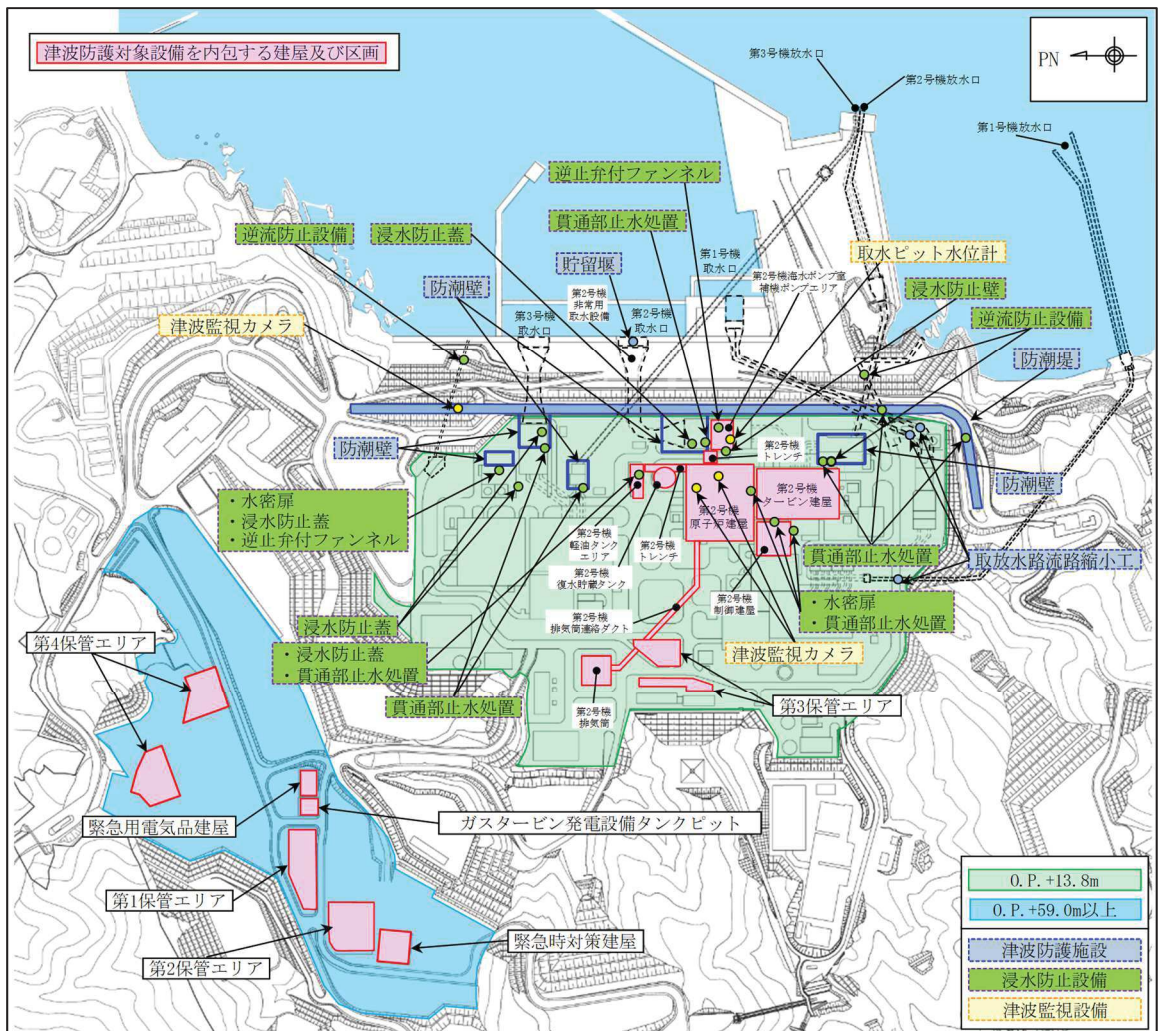 津波防護対象設備を内包する建屋及び区画
PN
第3号機放水口
第2号機放水口
第1号機放水口
逆止弁付ファンネル
貫通部止水処置
逆流防止設備
浸水防止蓋
防潮壁
貯留堰
第1号機
取水口
第2号機海水ポンプ室
補機ポンプエリア
取水ピット水位計
浸水防止壁
逆流防止設備
防潮堤
津波監視カメラ
第3号機
取水口
第2号機
非常用
取水設備
第2号機
取水口
防潮壁
・水密扉
・浸水防止蓋
・逆止弁付ファンネル
第2号機
トレンチ
第2号機
原子炉建屋
第2号機
タービン建屋
防潮壁
第2号機
軽油タンク
エリア
第2号機
トレンチ
貫通部止水処置
取放水路流路縮小工
第2号機
復水貯蔵タンク
第2号機
制御建屋
・水密扉
・貫通部止水処置
第2号機
排気筒連絡ダクト
浸水防止蓋
・浸水防止蓋
・貫通部止水処置
津波監視カメラ
貫通部止水処置
第2号機
排気筒
第3保管エリア
第4保管エリア
緊急用電気品建屋
ガスタービン発電設備タンクピット
第1保管エリア
第2保管エリア
緊急時対策建屋
O.P.+13.8m
O.P.+59.0m以上
津波防護施設
浸水防止設備
津波監視設備